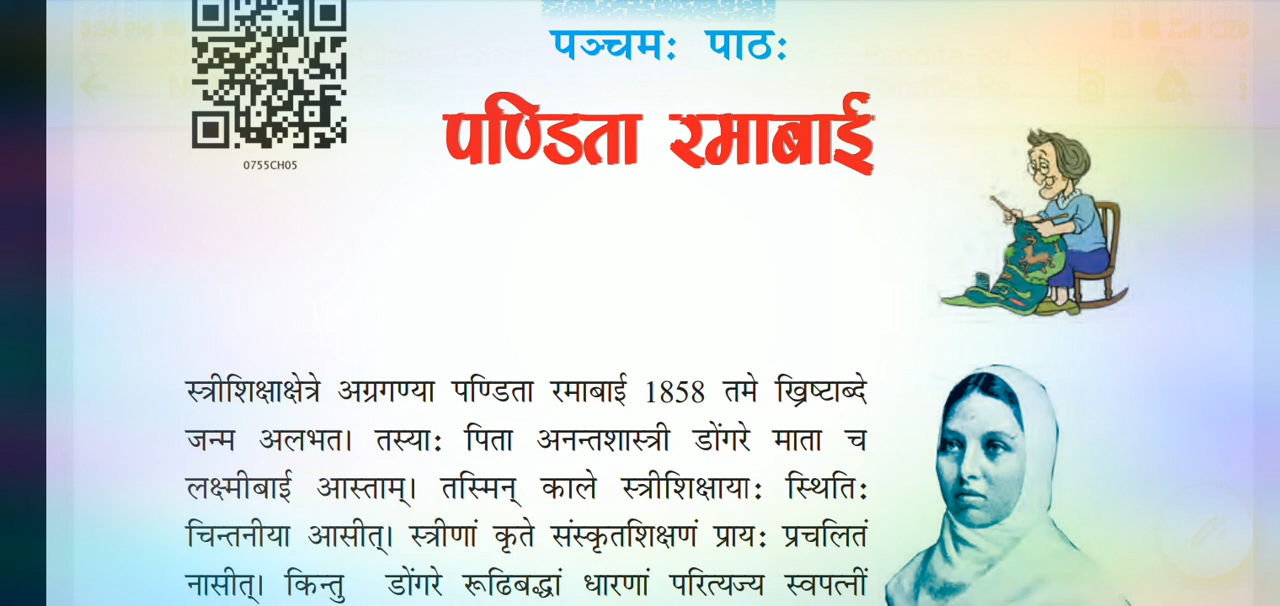 पञ्चमः पाठः
पण्डिता रमाबाई
0755CH05
स्त्रीशिक्षाक्षेत्रे अग्रगण्या पण्डिता रमाबाई 1858 तमे ख्रिष्टाब्दे
जन्म अलभत। तस्याः पिता अनन्तशास्त्री डोंगरे माता च
लक्ष्मीबाई आस्ताम्। तस्मिन् काले स्त्रीशिक्षायाः स्थितिः
चिन्तनीया आसीत्। स्त्रीणां कृते संस्कृतशिक्षणं प्रायः प्रचलितं
नासीत्। किन्तु डोंगरे रूढिबद्धां धारणां परित्यज्य स्वपत्नीं